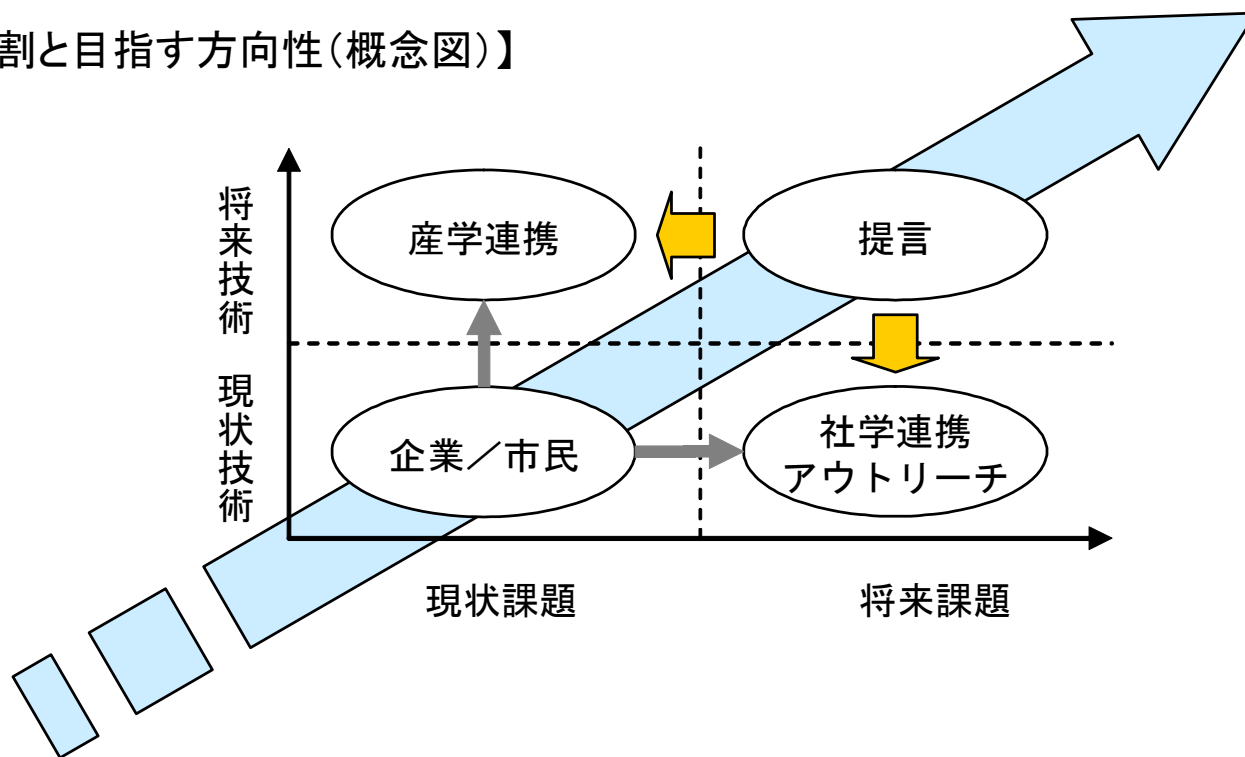 割と目指す方向性(概念図)】
将来技術
産学連携
提言
現状技術
企業／市民
社学連携
アウトリーチ
現状課題
将来課題